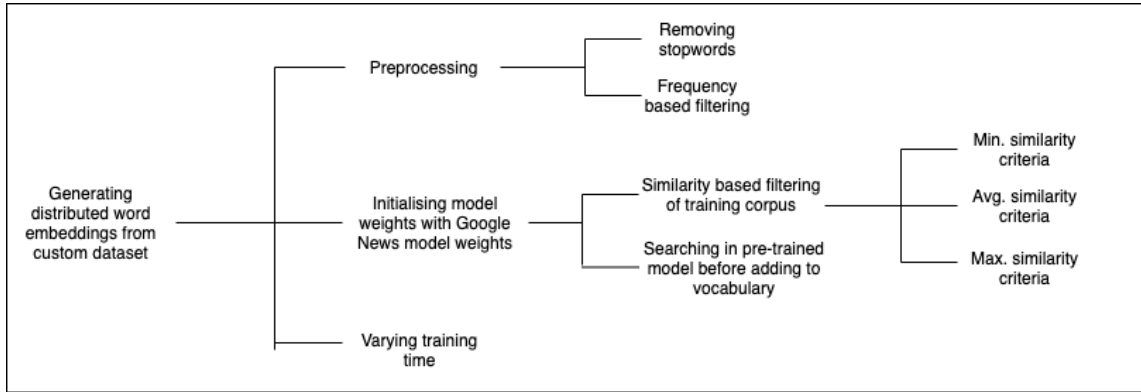 Generating
distributed word
embeddings from
custom dataset
Preprocessing
Removing
stopwords
Frequency
based filtering
Initialising model
weights with Google
News model weights
Similarity based filtering
of training corpus
Min. similarity
criteria
Avg. similarity
criteria
Max. similarity
criteria
Searching in pre-trained
model before adding to
vocabulary
Varying training
time